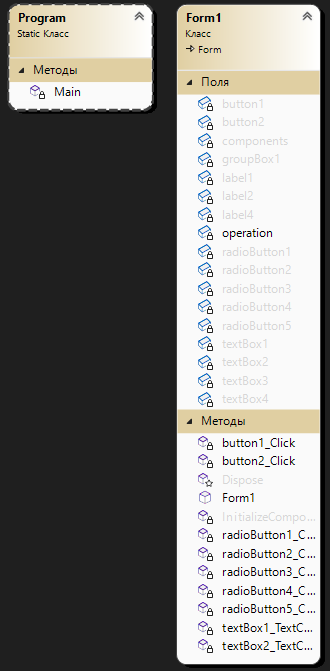 Program
Static Класс
Методы
Main
Form1
Класс
Form
Поля
button1
button2
components
groupBox1
label1
label2
label4
operation
radioButton1
radioButton2
radioButton3
radioButton4
radioButton5
textBox1
textBox2
textBox3
textBox4
Методы
button1_Click
button2_Click
Dispose
Form1
InitializeCompo...
radioButton1_C...
radioButton2_C...
radioButton3_C...
radioButton4_C...
radioButton5_C...
textBox1_TextC...
textBox2_TextC...